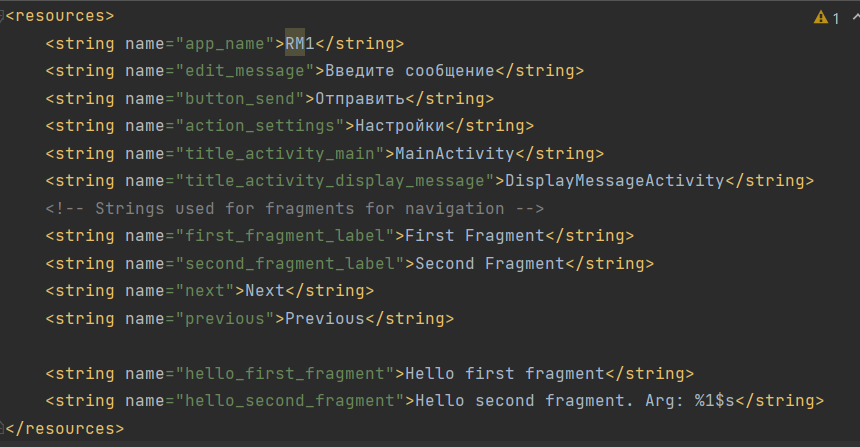 <resources>
<string name="app_name">RM1</string>
<string name="edit_message">Введите сообщение</string>
<string name="button_send">Отправить</string>
<string name="action_settings">Настройки</string>
<string name="title_activity_main">MainActivity</string>
<string name="title_activity_display_message">DisplayMessageActivity</string>
<!-- Strings used for fragments for navigation -->
<string name="first_fragment_label">First Fragment</string>
<string name="second_fragment_label">Second Fragment</string>
<string name="next">Next</string>
<string name="previous">Previous</string>
<string name="hello_first_fragment">Hello first fragment</string>
<string name="hello_second_fragment">Hello second fragment. Arg: %1$s</string>
</resources>
1